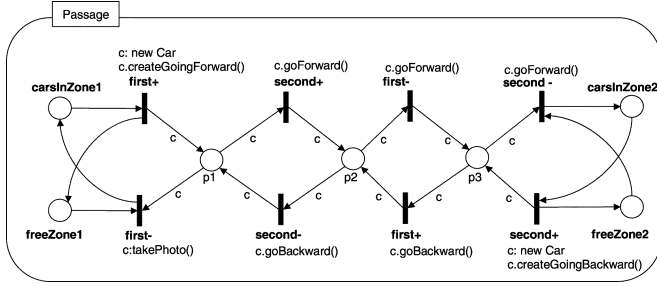 Passage
c: new Car
c.createGoingForward()
first+
c.goForward()
second+
c.goForward()
first-
c.goForward()
second -
carsInZone1
carsInZone2
c
c
c
c
c
c
p1
p2
p3
c
c
c
c
c
c
freeZone1
first-
c:takePhoto()
second-
c.goBackward()
first+
c.goBackward()
second+
c: new Car
c.createGoingBackward()
freeZone2